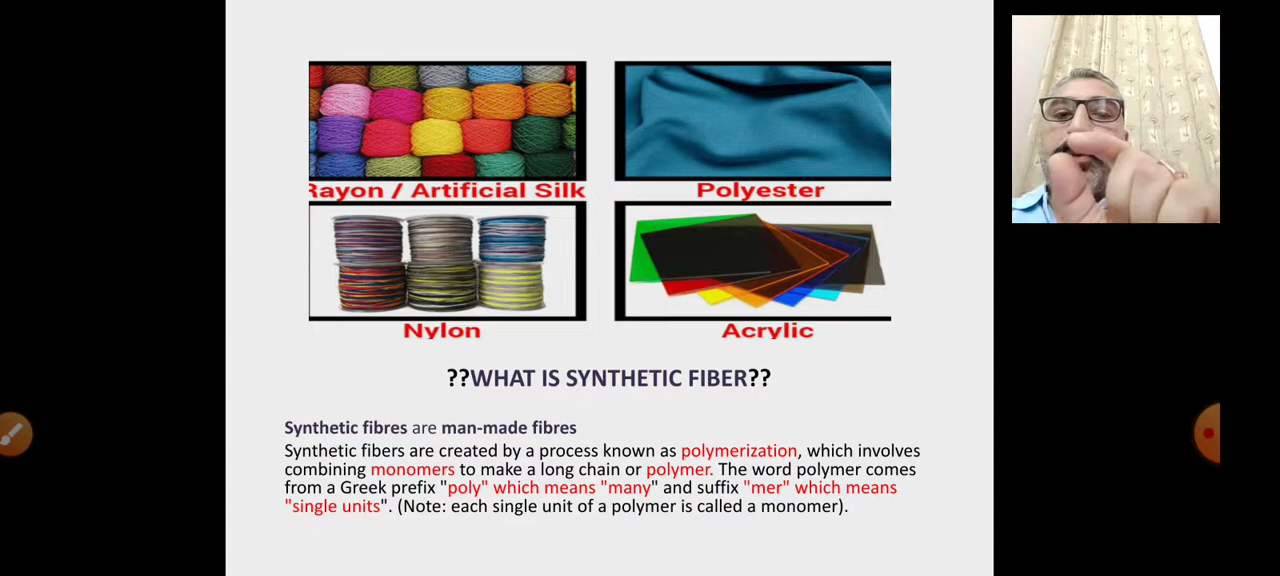 Rayon / Artificial Silk
Polyester
Nylon
Acrylic
??WHAT IS SYNTHETIC FIBER??
Synthetic fibres are man-made fibres
Synthetic fibers are created by a process known as polymerization, which involves
combining monomers to make a long chain or polymer. The word polymer comes
from a Greek prefix "poly" which means "many" and suffix "mer" which means
"single units". (Note: each single unit of a polymer is called a monomer).